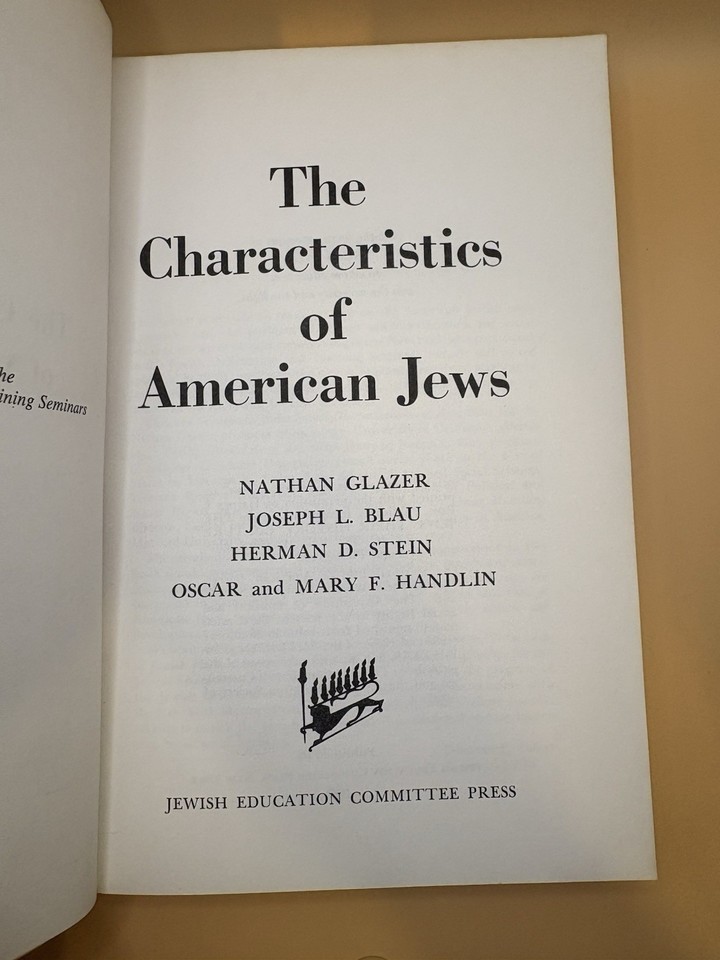 he
ining Seminars
The
Characteristics
of
American Jews
NATHAN GLAZER
JOSEPH L. BLAU
HERMAN D. STEIN
OSCAR and MARY F. HANDLIN
JEWISH EDUCATION COMMITTEE PRESS